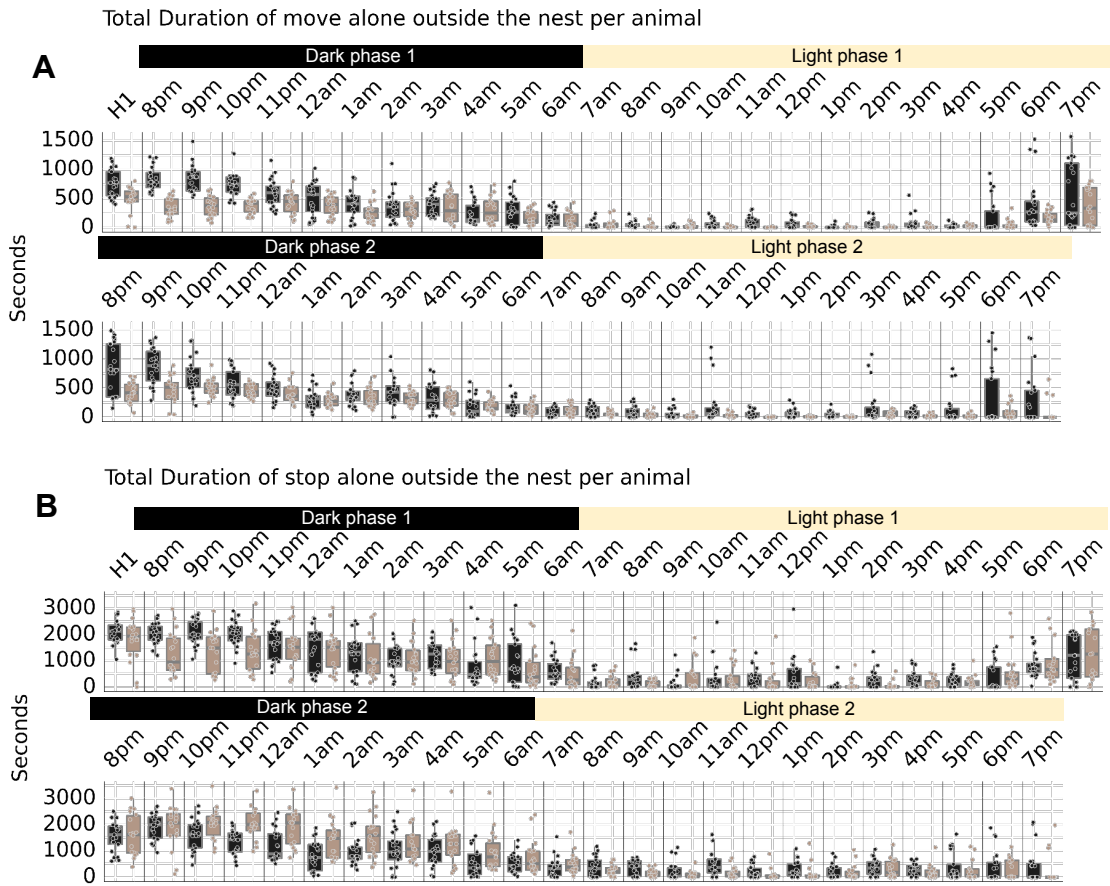 Total Duration of move alone outside the nest per animal
A
Dark phase 1 Light phase 1
H1 8pm 9pm 10pm 11pm 12am 1am 2am 3am 4am 5am 6am 7am 8am 9am 10am 11am 12pm 1pm 2pm 3pm 4pm 5pm 6pm 7pm
1500
1000
500
0
Dark phase 2 Light phase 2
8pm 9pm 10pm 11pm 12am 1am 2am 3am 4am 5am 6am 7am 8am 9am 10am 11am 12pm 1pm 2pm 3pm 4pm 5pm 6pm 7pm
Seconds
1500
1000
500
0
Total Duration of stop alone outside the nest per animal
B
Dark phase 1 Light phase 1
H1 8pm 9pm 10pm 11pm 12am 1am 2am 3am 4am 5am 6am 7am 8am 9am 10am 11am 12pm 1pm 2pm 3pm 4pm 5pm 6pm 7pm
3000
2000
1000
0
Dark phase 2 Light phase 2
8pm 9pm 10pm 11pm 12am 1am 2am 3am 4am 5am 6am 7am 8am 9am 10am 11am 12pm 1pm 2pm 3pm 4pm 5pm 6pm 7pm
Seconds
3000
2000
1000
0